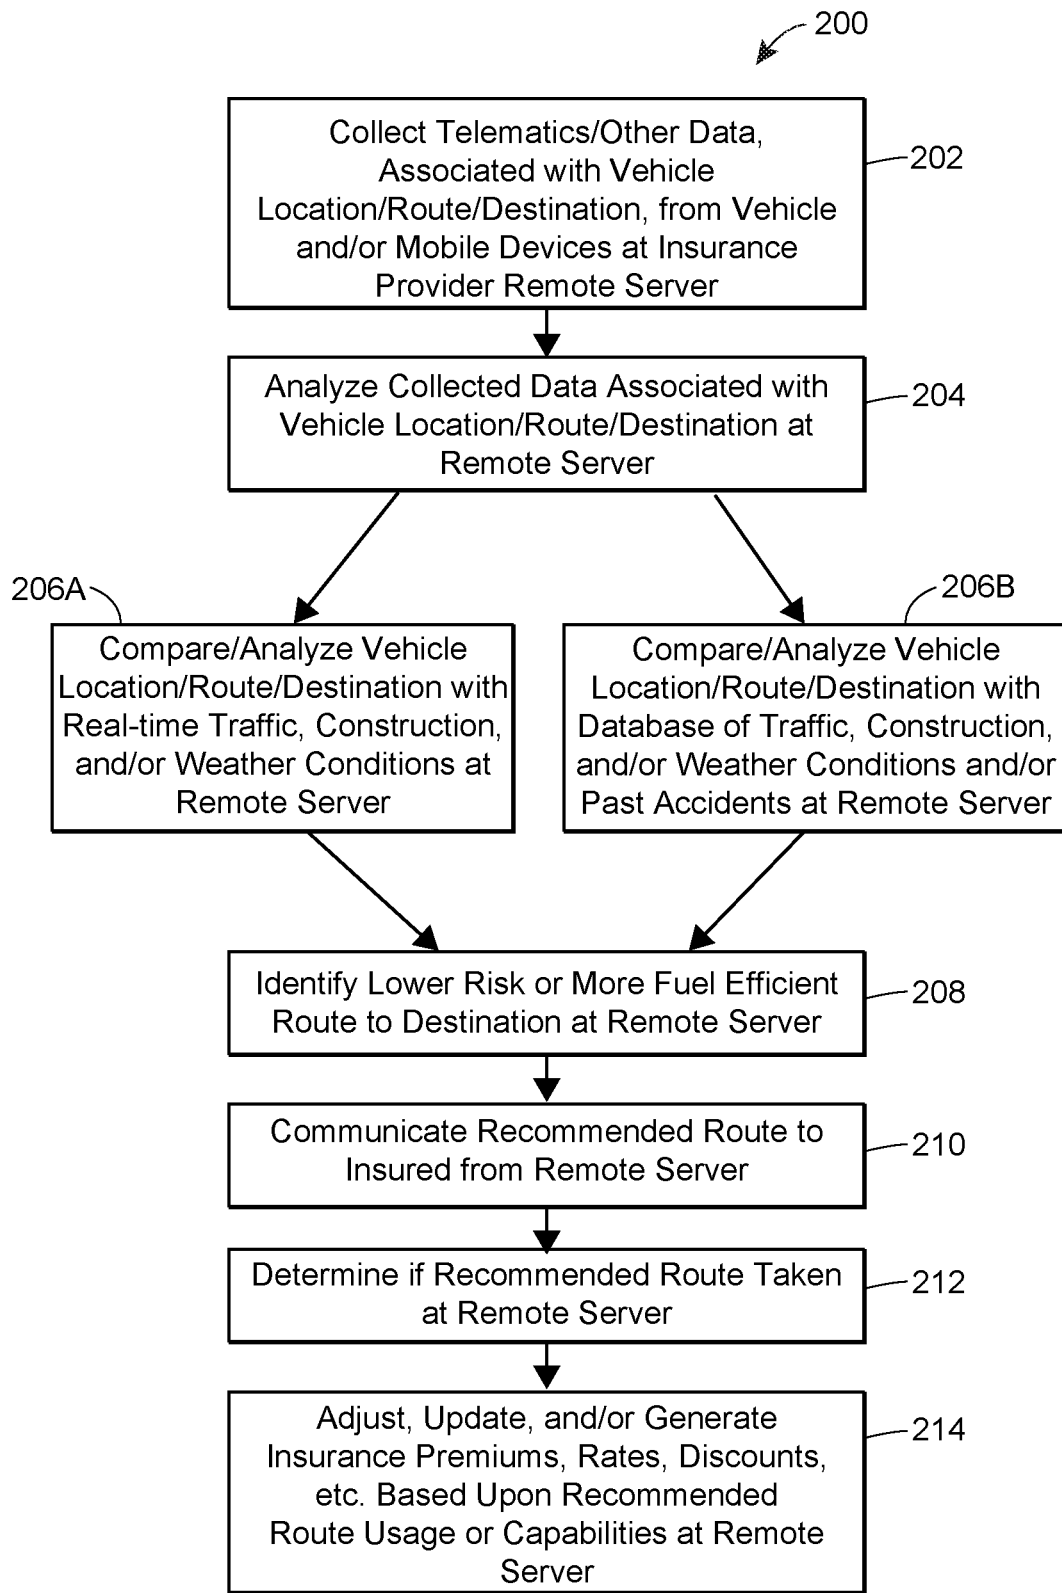 200
Collect Telematics/Other Data,
Associated with Vehicle
Location/Route/Destination, from Vehicle
and/or Mobile Devices at Insurance
Provider Remote Server
202
Analyze Collected Data Associated with
Vehicle Location/Route/Destination at
Remote Server
204
206A
Compare/Analyze Vehicle
Location/Route/Destination with
Real-time Traffic, Construction,
and/or Weather Conditions at
Remote Server
206B
Compare/Analyze Vehicle
Location/Route/Destination with
Database of Traffic, Construction,
and/or Weather Conditions and/or
Past Accidents at Remote Server
Identify Lower Risk or More Fuel Efficient
Route to Destination at Remote Server
208
Communicate Recommended Route to
Insured from Remote Server
210
Determine if Recommended Route Taken
at Remote Server
212
Adjust, Update, and/or Generate
Insurance Premiums, Rates, Discounts,
etc. Based Upon Recommended
Route Usage or Capabilities at Remote
Server
214